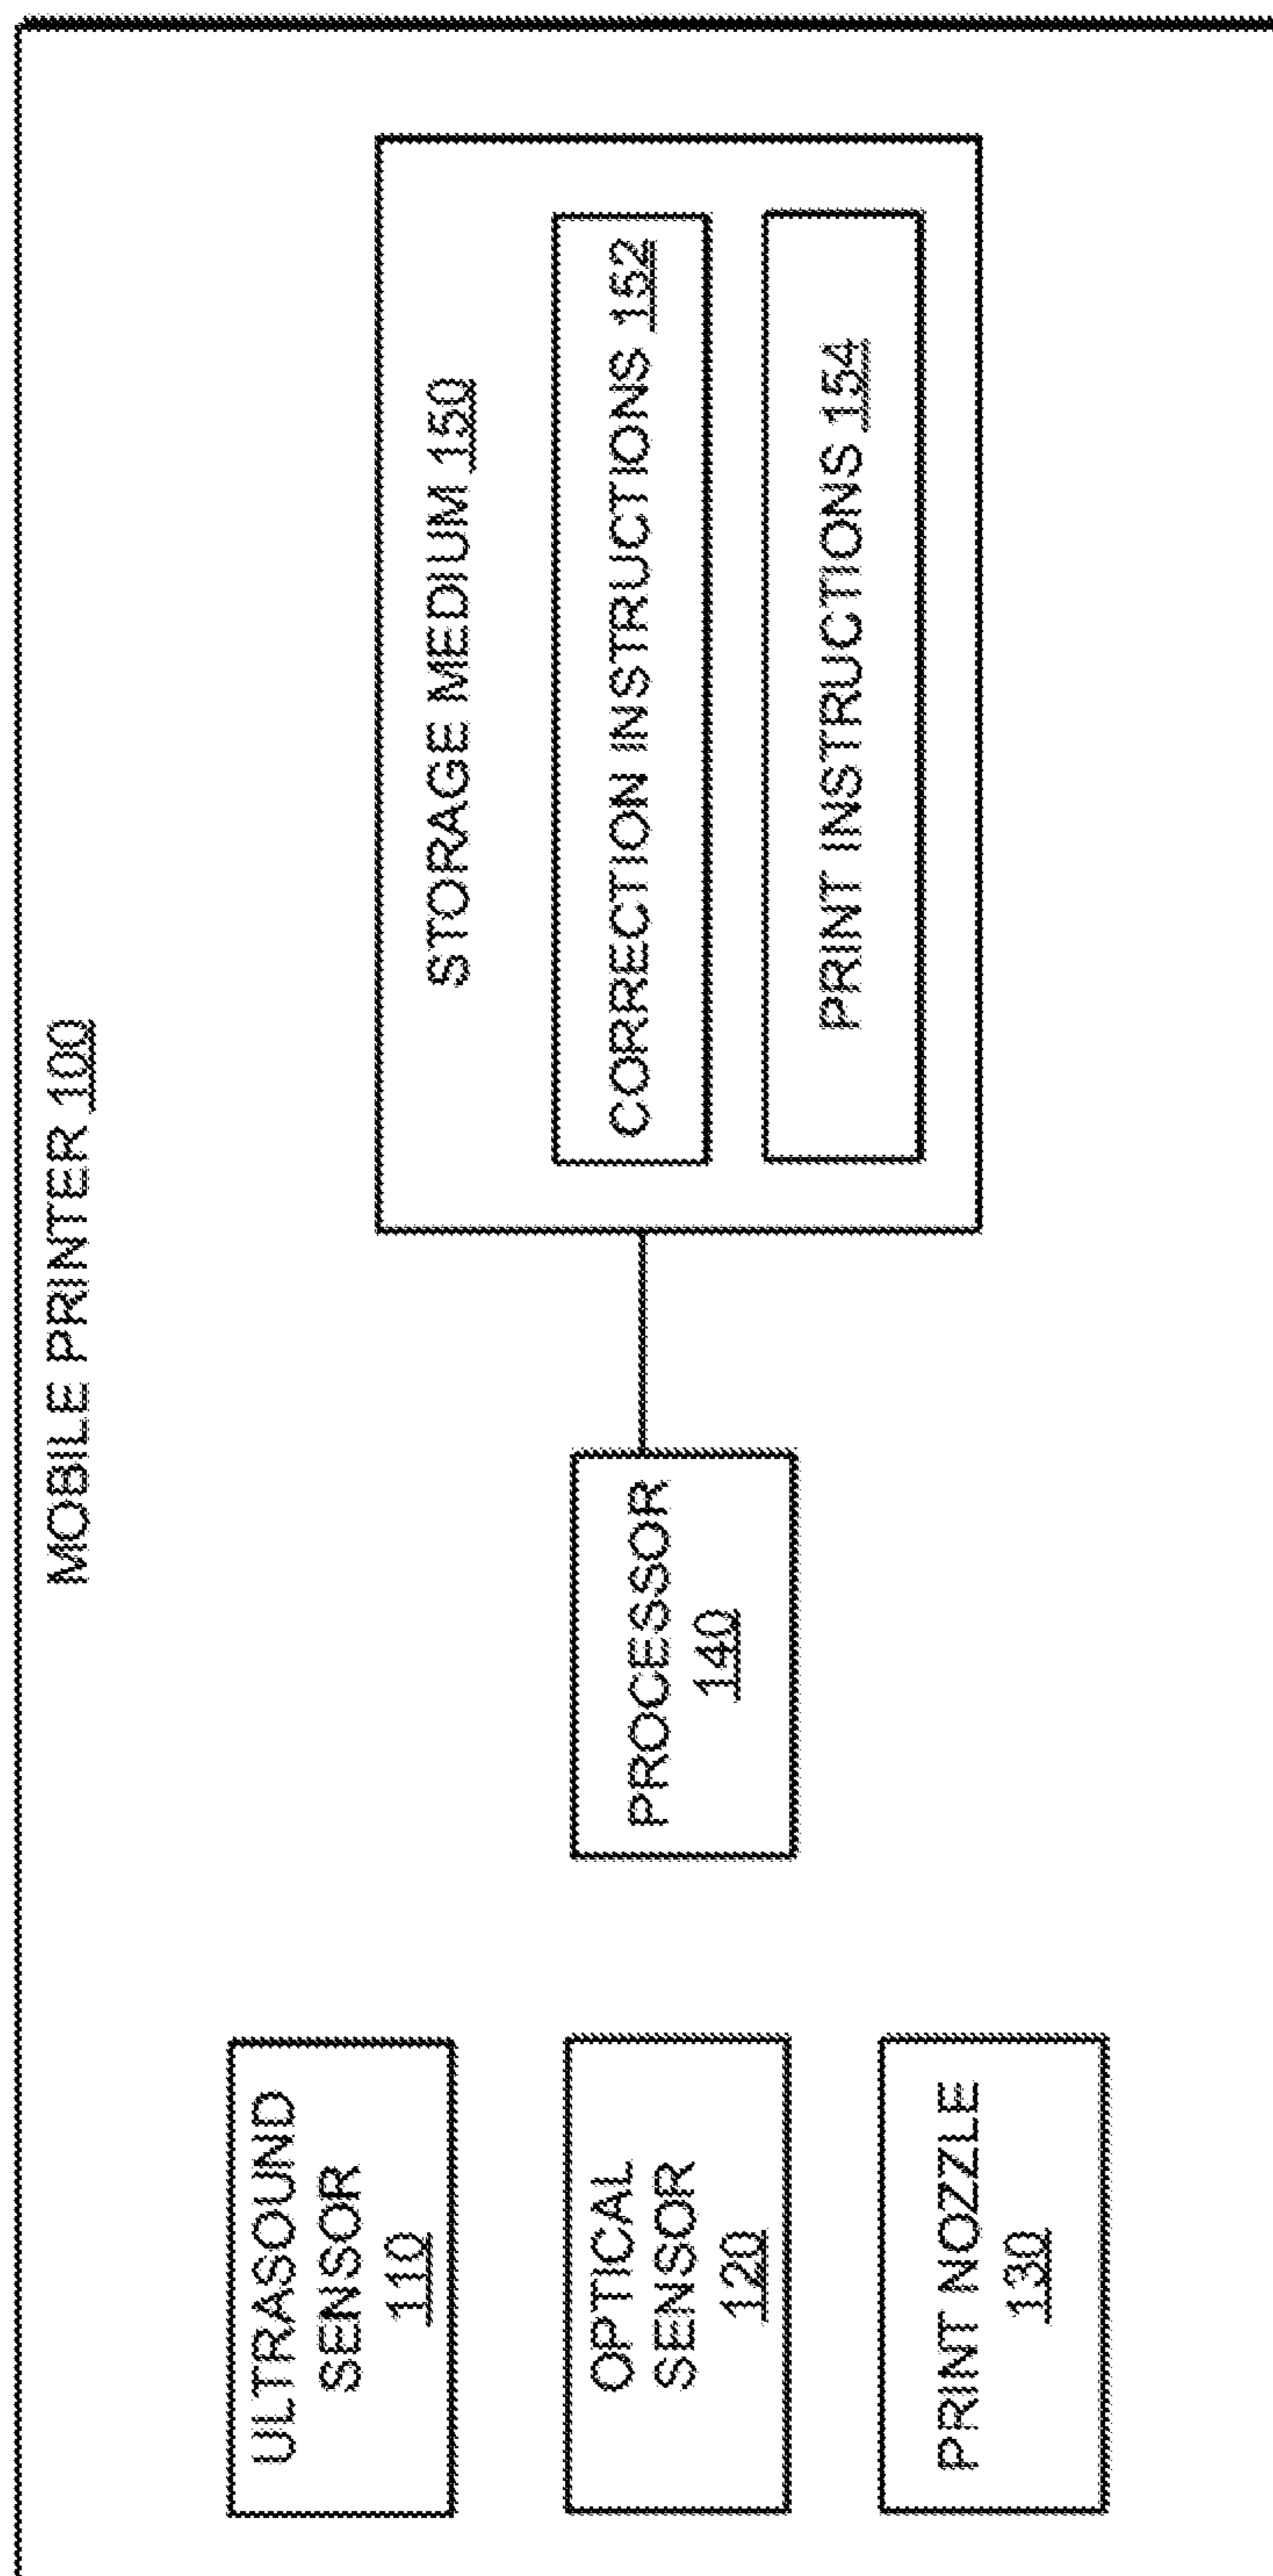 MOBILE PRINTER 100
ULTRASOUND
SENSOR
110
OPTICAL
SENSOR
120
PRINT NOZZLE
130
PROCESSOR
140
STORAGE MEDIUM 150
CORRECTION INSTRUCTIONS 152
PRINT INSTRUCTIONS 154